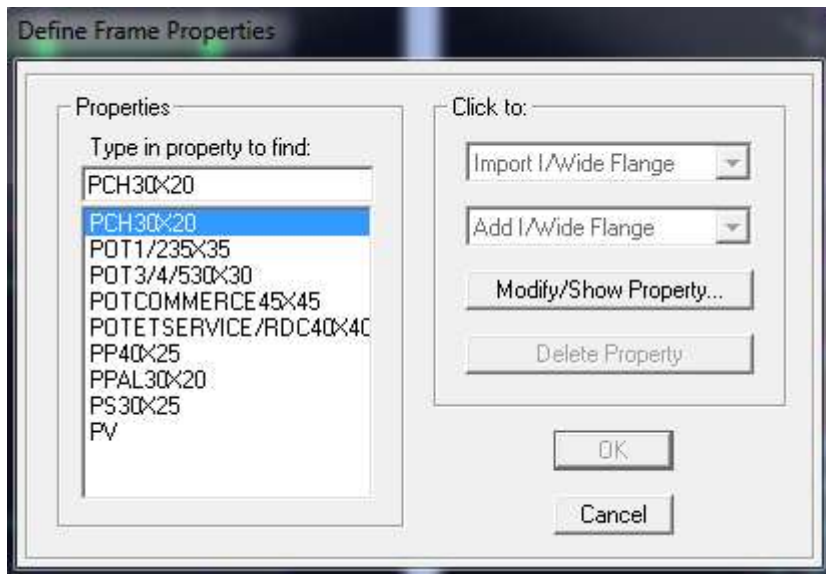 Define Frame Properties
Properties
Type in property to find:
PCH30X20
PCH30X20
POT1/235X35
POT3/4/530X30
POTCOMMERCE45X45
POTETSERVICE/RDC40X40
PP40X25
PPAL30X20
PS30X25
PV
Click to:
Import I/Wide Flange
Add I/Wide Flange
Modify/Show Property...
Delete Property
OK
Cancel